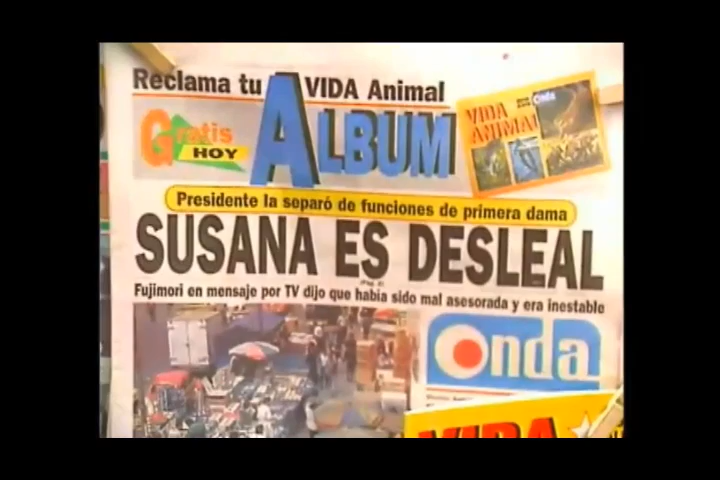 Reclama tu VIDA Animal
Gratis
HOY
ALBUM
VIDA
ANIMAL
Onda
Presidente la separó de funciones de primera dama
SUSANA ES DESLEAL
Fujimori en mensaje por TV dijo que había sido mal asesorada y era inestable
Onda
VIDA